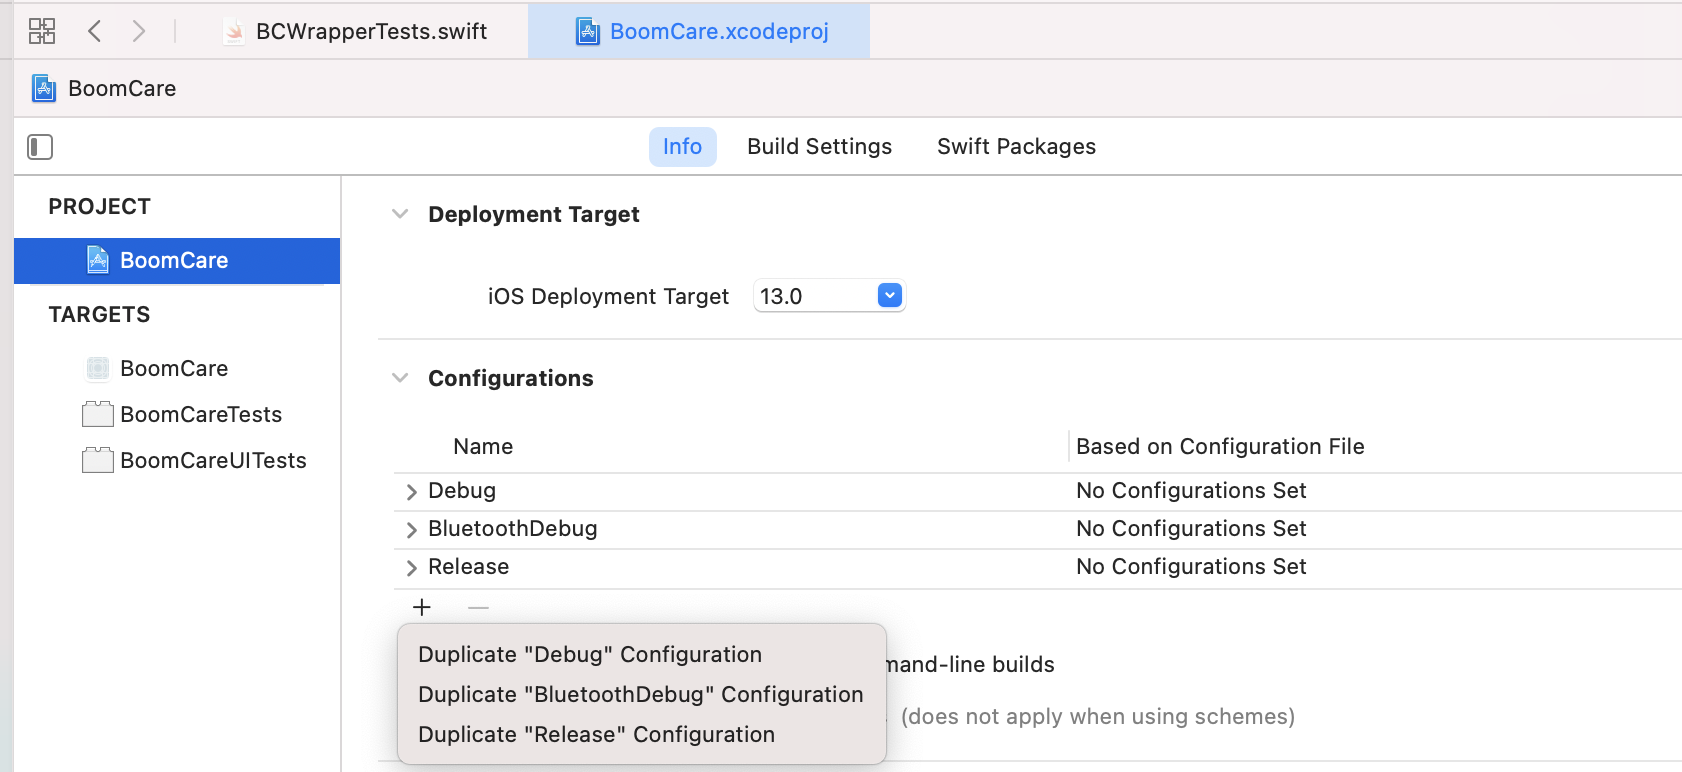 BCWrapperTests.swift
BoomCare.xcodeproj
BoomCare
Info
Build Settings
Swift Packages
PROJECT
BoomCare
TARGETS
BoomCare
BoomCareTests
BoomCareUITests
Deployment Target
iOS Deployment Target 13.0
Configurations
Name
Based on Configuration File
Debug
No Configurations Set
BluetoothDebug
No Configurations Set
Release
No Configurations Set
Duplicate "Debug" Configuration
Duplicate "BluetoothDebug" Configuration
Duplicate "Release" Configuration
mand-line builds
(does not apply when using schemes)